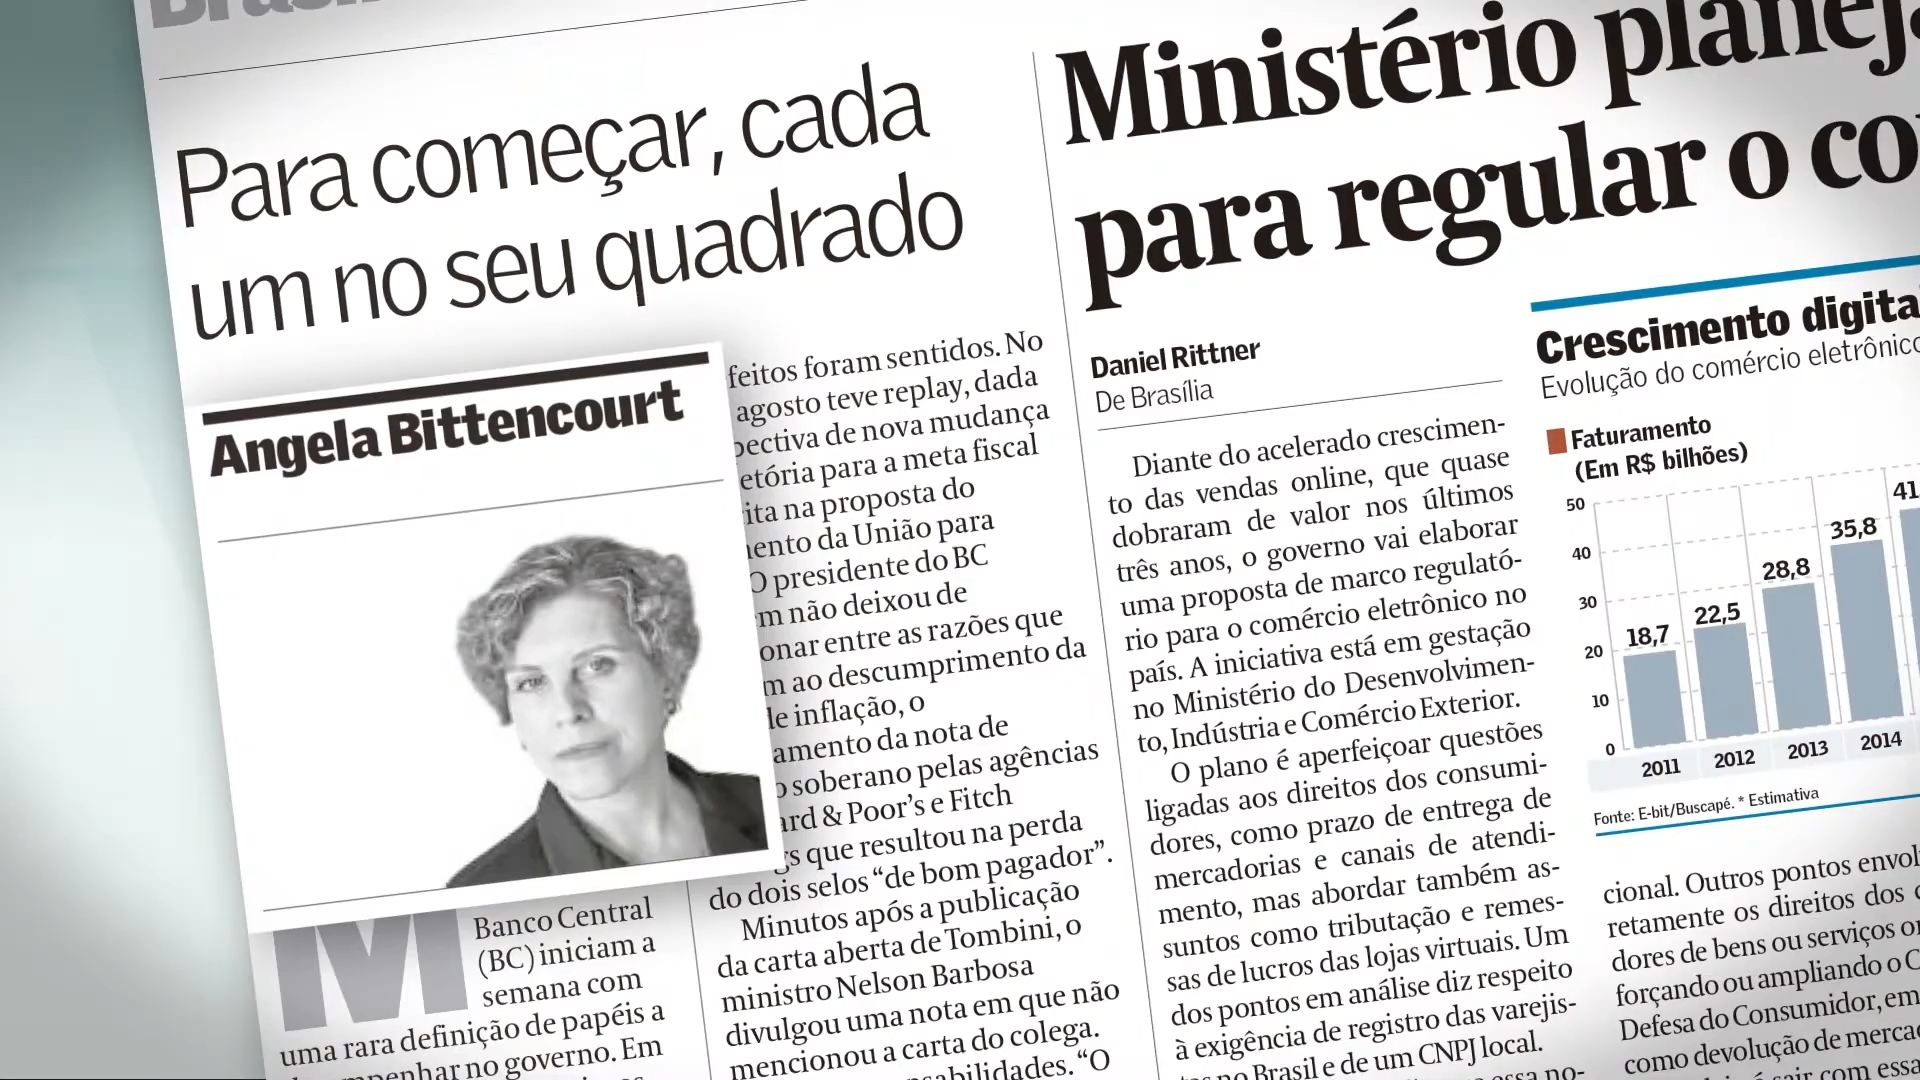 Para começar, cada
um no seu quadrado
Angela Bittencourt
Banco Central
(BC) iniciam a
semana com
uma rara definição de papéis a
no governo. Em
feitos foram sentidos. No
agosto teve replay, dada
de nova mudança
para a meta fiscal
na proposta do
da União para
O presidente do BC
não deixou de
entre as razões que
ao descumprimento da
inflação, o
da nota de
soberano pelas agências
& Poor’s e Fitch
que resultou na perda
do dois selos “de bom pagador”.
Minutos após a publicação
da carta aberta de Tombini, o
ministro Nelson Barbosa
divulgou uma nota em que não
mencionou a carta do colega.
“O
Ministério planeja
para regular o
Daniel Rittner
De Brasília
Diante do acelerado crescimen-
to das vendas online, que quase
dobraram de valor nos últimos
três anos, o governo vai elaborar
uma proposta de marco regulató-
rio para o comércio eletrônico no
país. A iniciativa está em gestação
no Ministério do Desenvolvimen-
to, Indústria e Comércio Exterior.
O plano é aperfeiçoar questões
ligadas aos direitos dos consumi-
dores, como prazo de entrega de
mercadorias e canais de atendi-
mento, mas abordar também as-
suntos como tributação e remes-
sas de lucros das lojas virtuais. Um
dos pontos em análise diz respeito
à exigência de registro das varejis-
no Brasil e de um CNPJ local.
Crescimento digital
Evolução do comércio eletrônico
Faturamento
(Em R$ bilhões)
50
40
30
20
10
0
18,7
22,5
28,8
35,8
41
2011
2012
2013
2014
Fonte: E-bit/Buscapé. * Estimativa
cional. Outros pontos
retamente os direitos dos
dores de bens ou serviços
forçando ou ampliando o
Defesa do Consumidor, em
como devolução de
sair com essa